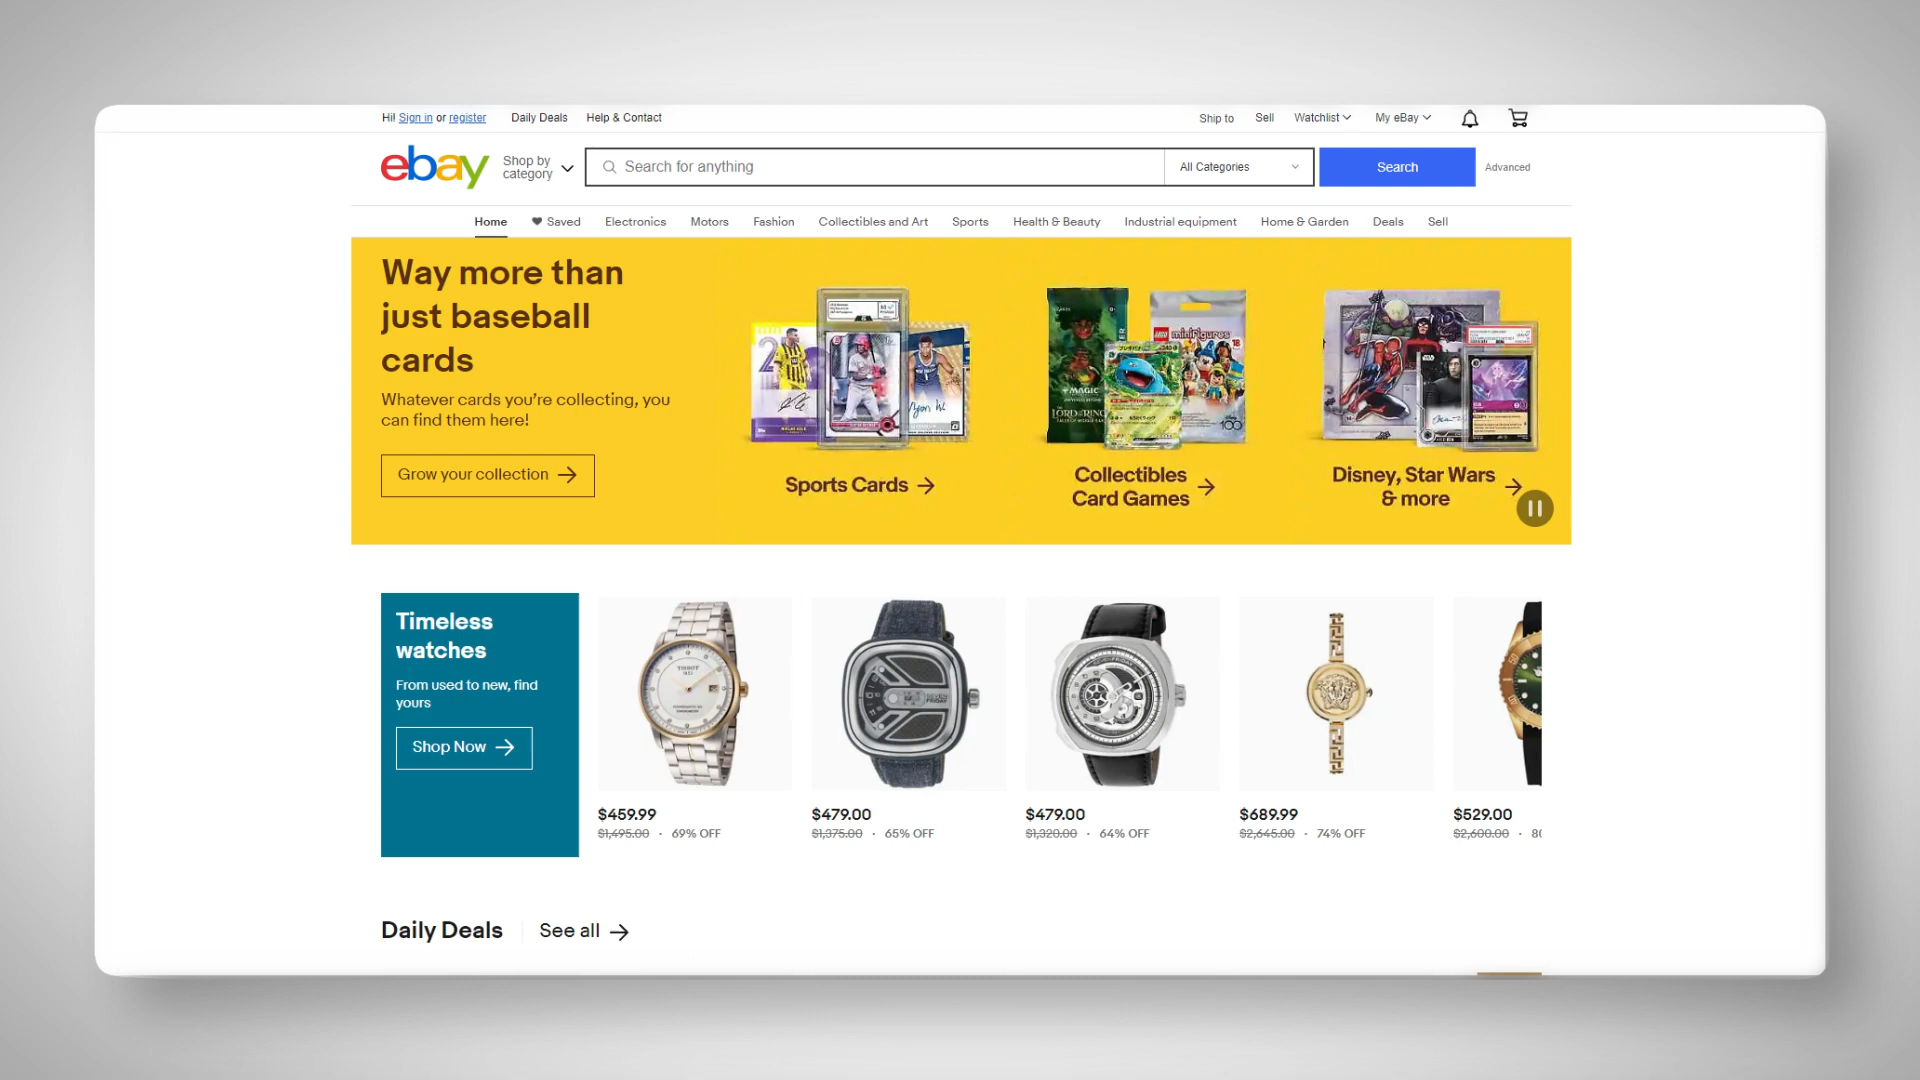 Hi! Sign in or register Daily Deals Help & Contact Ship to Sell Watchlist My eBay
ebay Shop by category Search for anything All Categories Search Advanced
Home Saved Electronics Motors Fashion Collectibles and Art Sports Health & Beauty Industrial equipment Home & Garden Deals Sell
Way more than
just baseball
cards
Whatever cards you're collecting, you
can find them here!
Grow your collection
Sports Cards
MAGIC
LEGO minifigures
100
Collectibles
Card Games
Disney, Star Wars
& more
Timeless
watches
From used to new, find
yours
Shop Now
TISSOT
1853
$459.99
$1,495.00 · 69% OFF
$479.00
$1,375.00 · 65% OFF
$479.00
$1,320.00 · 64% OFF
$689.99
$2,645.00 · 74% OFF
$529.00
$2,600.00 ·
Daily Deals See all